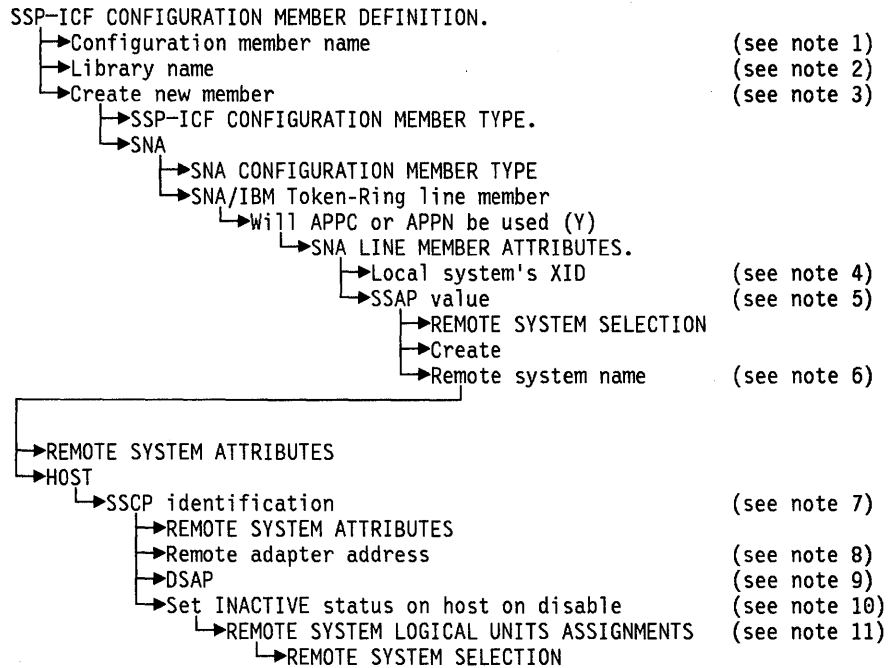 SSP-ICF CONFIGURATION MEMBER DEFINITION.
Configuration member name (see note 1)
Library name (see note 2)
Create new member (see note 3)
SSP-ICF CONFIGURATION MEMBER TYPE.
SNA
SNA CONFIGURATION MEMBER TYPE
SNA/IBM Token-Ring line member
Will APPC or APPN be used (Y)
SNA LINE MEMBER ATTRIBUTES.
Local system's XID (see note 4)
SSAP value (see note 5)
REMOTE SYSTEM SELECTION
Create
Remote system name (see note 6)
REMOTE SYSTEM ATTRIBUTES
HOST
SSCP identification (see note 7)
REMOTE SYSTEM ATTRIBUTES
Remote adapter address (see note 8)
DSAP (see note 9)
Set INACTIVE status on host on disable (see note 10)
REMOTE SYSTEM LOGICAL UNITS ASSIGNMENTS (see note 11)
REMOTE SYSTEM SELECTION